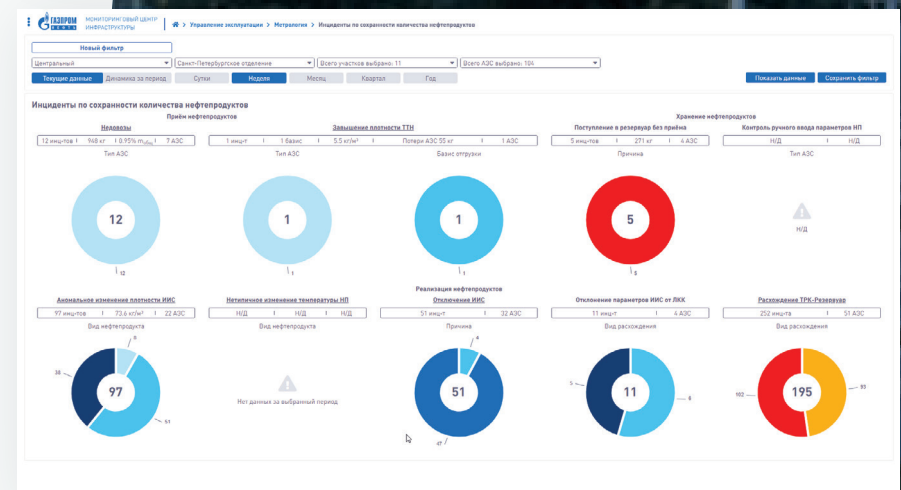 ГАЗПРОМ
МОНИТОРИНГОВЫЙ ЦЕНТР
ИНФРАСТРУКТУРЫ
> Управление эксплуатации > Метрология > Инциденты по сохранности количества нефтепродуктов
Новый фильтр
Центральный
Санкт-Петербургское отделение
Всего участков выбрано: 11
Всего АЗС выбрано: 104
Текущие данные
Динамика за период
Сутки
Неделя
Месяц
Квартал
Год
Показать данные
Сохранить фильтр
Инциденты по сохранности количества нефтепродуктов
Приём нефтепродуктов
Хранение нефтепродуктов
Недовозы
Завышение плотности ТТН
Поступление в резервуар без приёма
Контроль ручного ввода параметров НП
12 инц-тов | 948 кг | 0.95% m | 7 АЗС
1 инц-т | 1 базис | 5.5 кг/м³ | Потери АЗС 55 кг | 1 АЗС
5 инц-тов | 271 кг | 4 АЗС
Н/Д | Н/Д
Тип АЗС
Тип АЗС
Базис отгрузки
Причина
Тип АЗС
12
1
1
5
Н/Д
12
1
1
5
Реализация нефтепродуктов
Аномальное изменение плотности ИИС
Нетипичное изменение температуры НП
Отключение ИИС
Отклонение параметров ИИС от ЛКК
Расхождение ТРК-Резервуар
97 инц-тов | 73.6 кг/м³ | 22 АЗС
Н/Д | Н/Д | Н/Д
51 инц-т | 32 АЗС
11 инц-т | 4 АЗС
252 инц-та | 51 АЗС
Вид нефтепродукта
Вид нефтепродукта
Причина
Вид расхождения
Вид расхождения
8
38
97
51
Нет данных за выбранный период
4
51
47
5
11
6
102
195
93